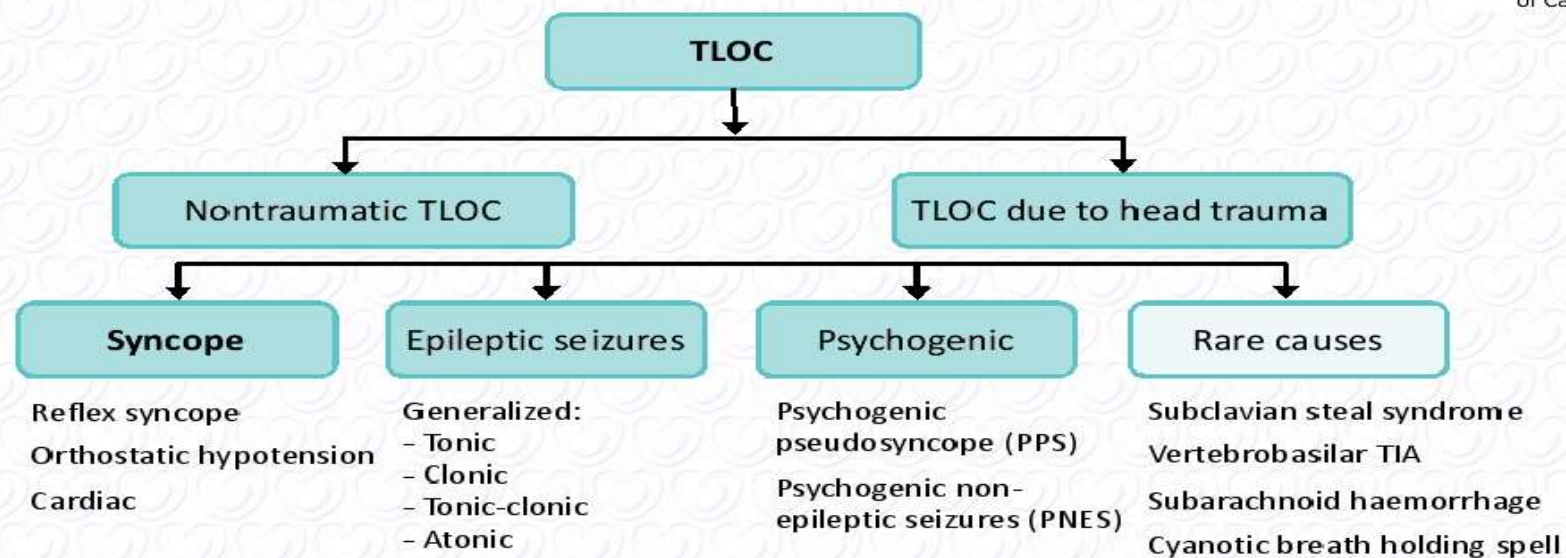 of Ca
TLOC
Nontraumatic TLOC
TLOC due to head trauma
Syncope
Epileptic seizures
Psychogenic
Rare causes
Reflex syncope
Orthostatic hypotension
Cardiac
Generalized:
- Tonic
- Clonic
- Tonic-clonic
- Atonic
Psychogenic
pseudosyncope (PPS)
Psychogenic non-
epileptic seizures (PNES)
Subclavian steal syndrome
Vertebrobasilar TIA
Subarachnoid haemorrhage
Cyanotic breath holding spell